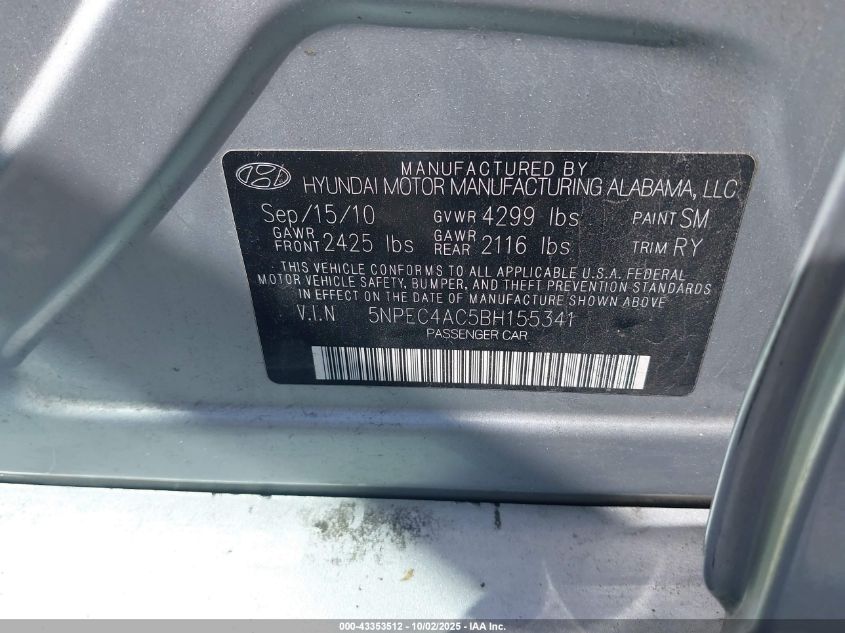 MANUFACTURED BY
HYUNDAI MOTOR MANUFACTURING ALABAMA, LLC
Sep/15/10 GVWR 4299 lbs PAINT SM
GAWR FRONT 2425 lbs GAWR REAR 2116 lbs TRIM RY
THIS VEHICLE CONFORMS TO ALL APPLICABLE U.S.A. FEDERAL
MOTOR VEHICLE SAFETY, BUMPER, AND THEFT PREVENTION STANDARDS
IN EFFECT ON THE DATE OF MANUFACTURE SHOWN ABOVE.
V.I.N 5NPEC4AC5BH155341
PASSENGER CAR
000-43353512 - 10/02/2025 - IAA Inc.